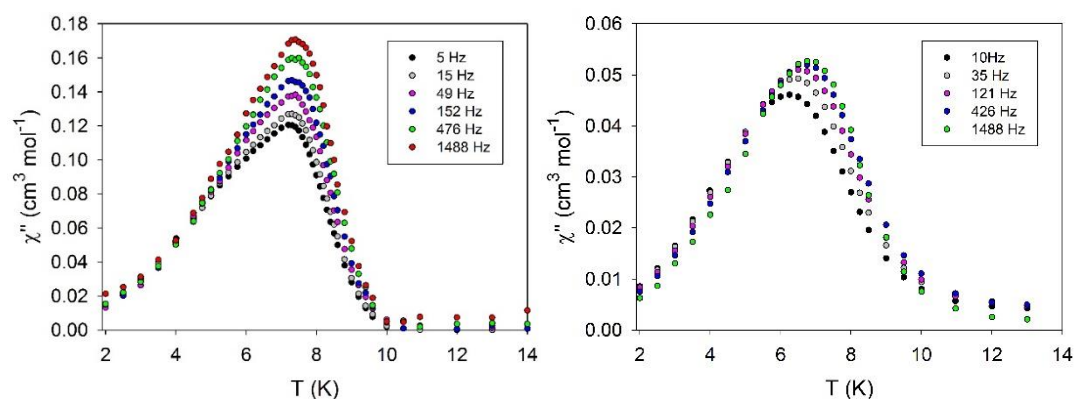 χ'' (cm³ mol⁻¹)
0.18
0.16
0.14
0.12
0.10
0.08
0.06
0.04
0.02
0.00
2 4 6 8 10 12 14
T (K)
5 Hz
15 Hz
49 Hz
152 Hz
476 Hz
1488 Hz
χ'' (cm³ mol⁻¹)
0.06
0.05
0.04
0.03
0.02
0.01
0.00
2 4 6 8 10 12 14
T (K)
10Hz
35 Hz
121 Hz
426 Hz
1488 Hz